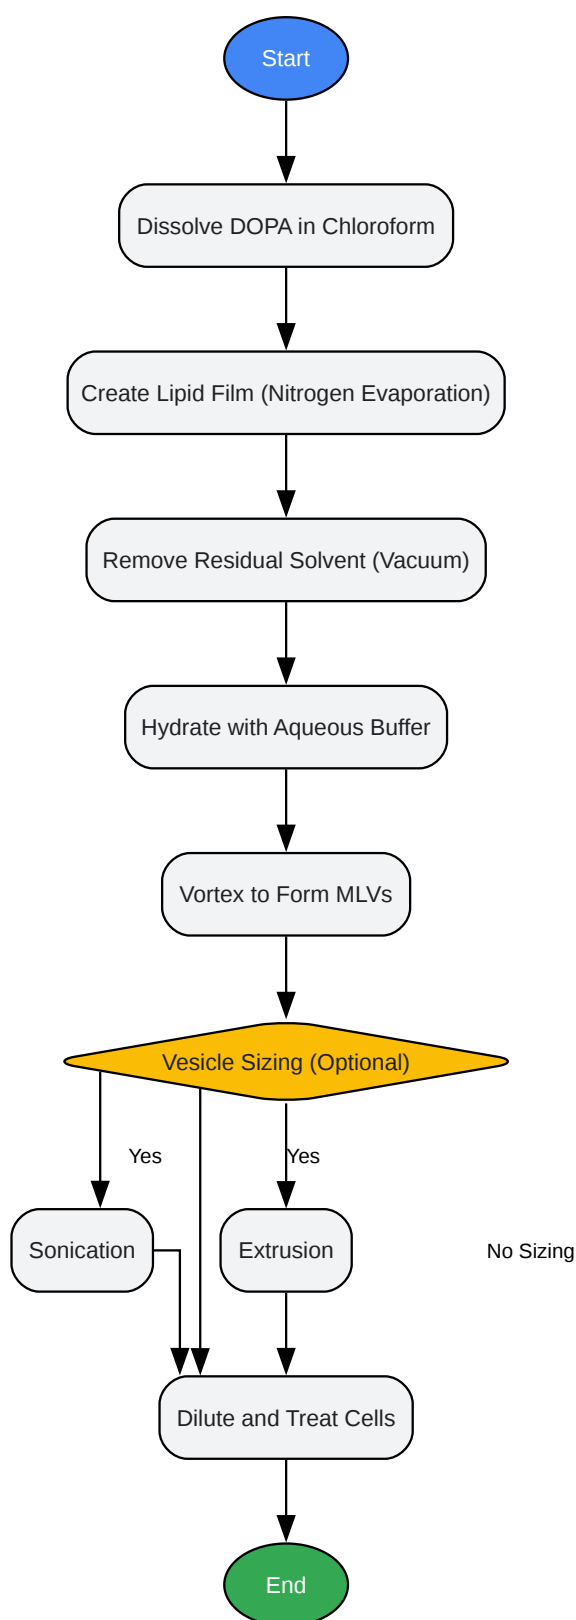 Start
Dissolve DOPA in Chloroform
Create Lipid Film (Nitrogen Evaporation)
Remove Residual Solvent (Vacuum)
Hydrate with Aqueous Buffer
Vortex to Form MLVs
Vesicle Sizing (Optional)
Yes
Yes
Sonication
Extrusion
No Sizing
Dilute and Treat Cells
End